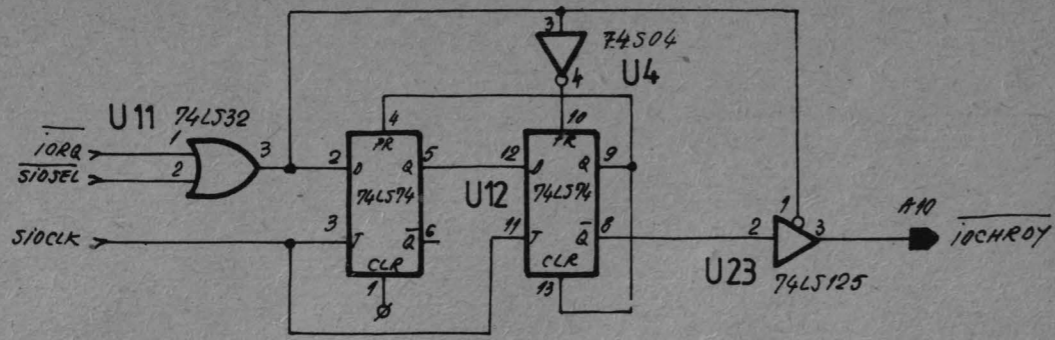 3
74S04
4
U4
U11
74LS32
IORQ
1
SIOSEL
2
3
4
PR
10
PR
2
D
Q
5
12
D
Q
9
74LS74
U12
74LS74
SIOCLK
3
T
Q
6
11
T
Q
8
CLR
1
CLR
13
1
2
3
A10
IOCHRDY
U23
74LS125